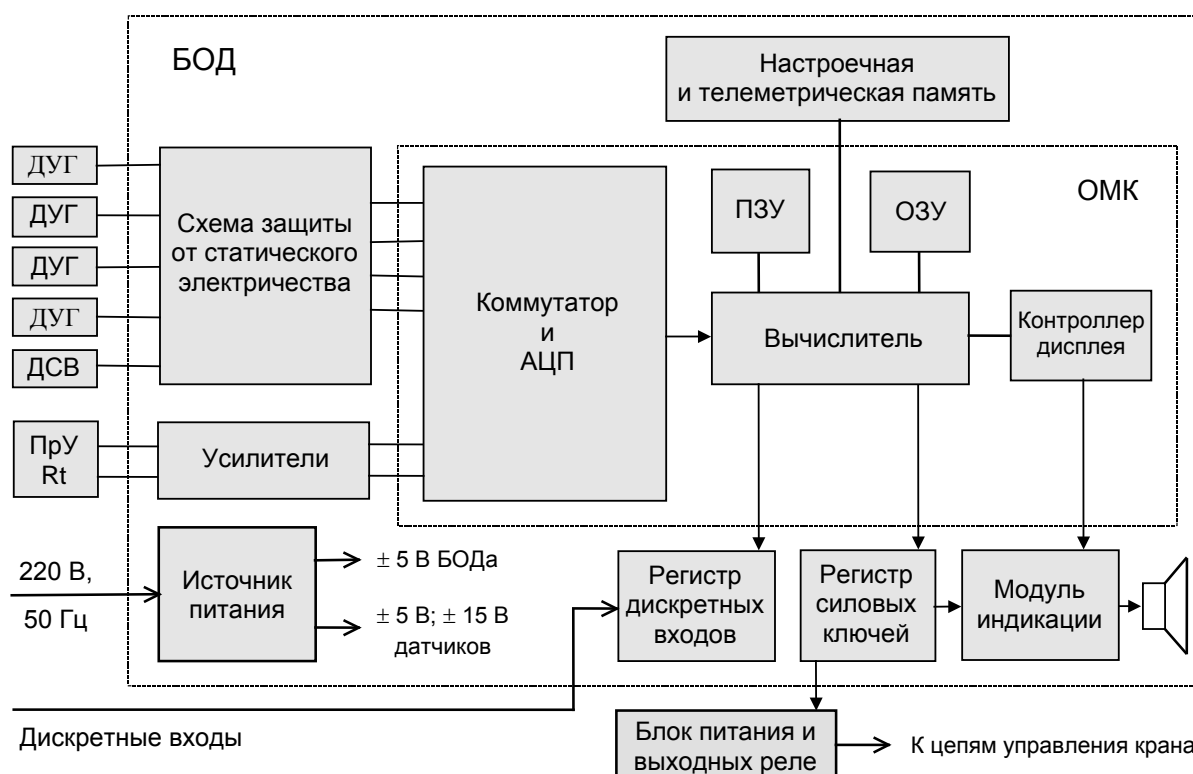 БОД
Настроечная
и телеметрическая память
ОМК
ДУГ
ДУГ
ДУГ
ДУГ
ДСВ
Схема защиты
от статического
электричества
Коммутатор
и
АЦП
ПЗУ
ОЗУ
Вычислитель
Контроллер
дисплея
ПрУ
Rt
Усилители
220 В,
50 Гц
Источник
питания
± 5 В БОДа
± 5 В; ± 15 В
датчиков
Регистр
дискретных
входов
Регистр
силовых
ключей
Модуль
индикации
Дискретные входы
Блок питания и
выходных реле
К цепям управления крана